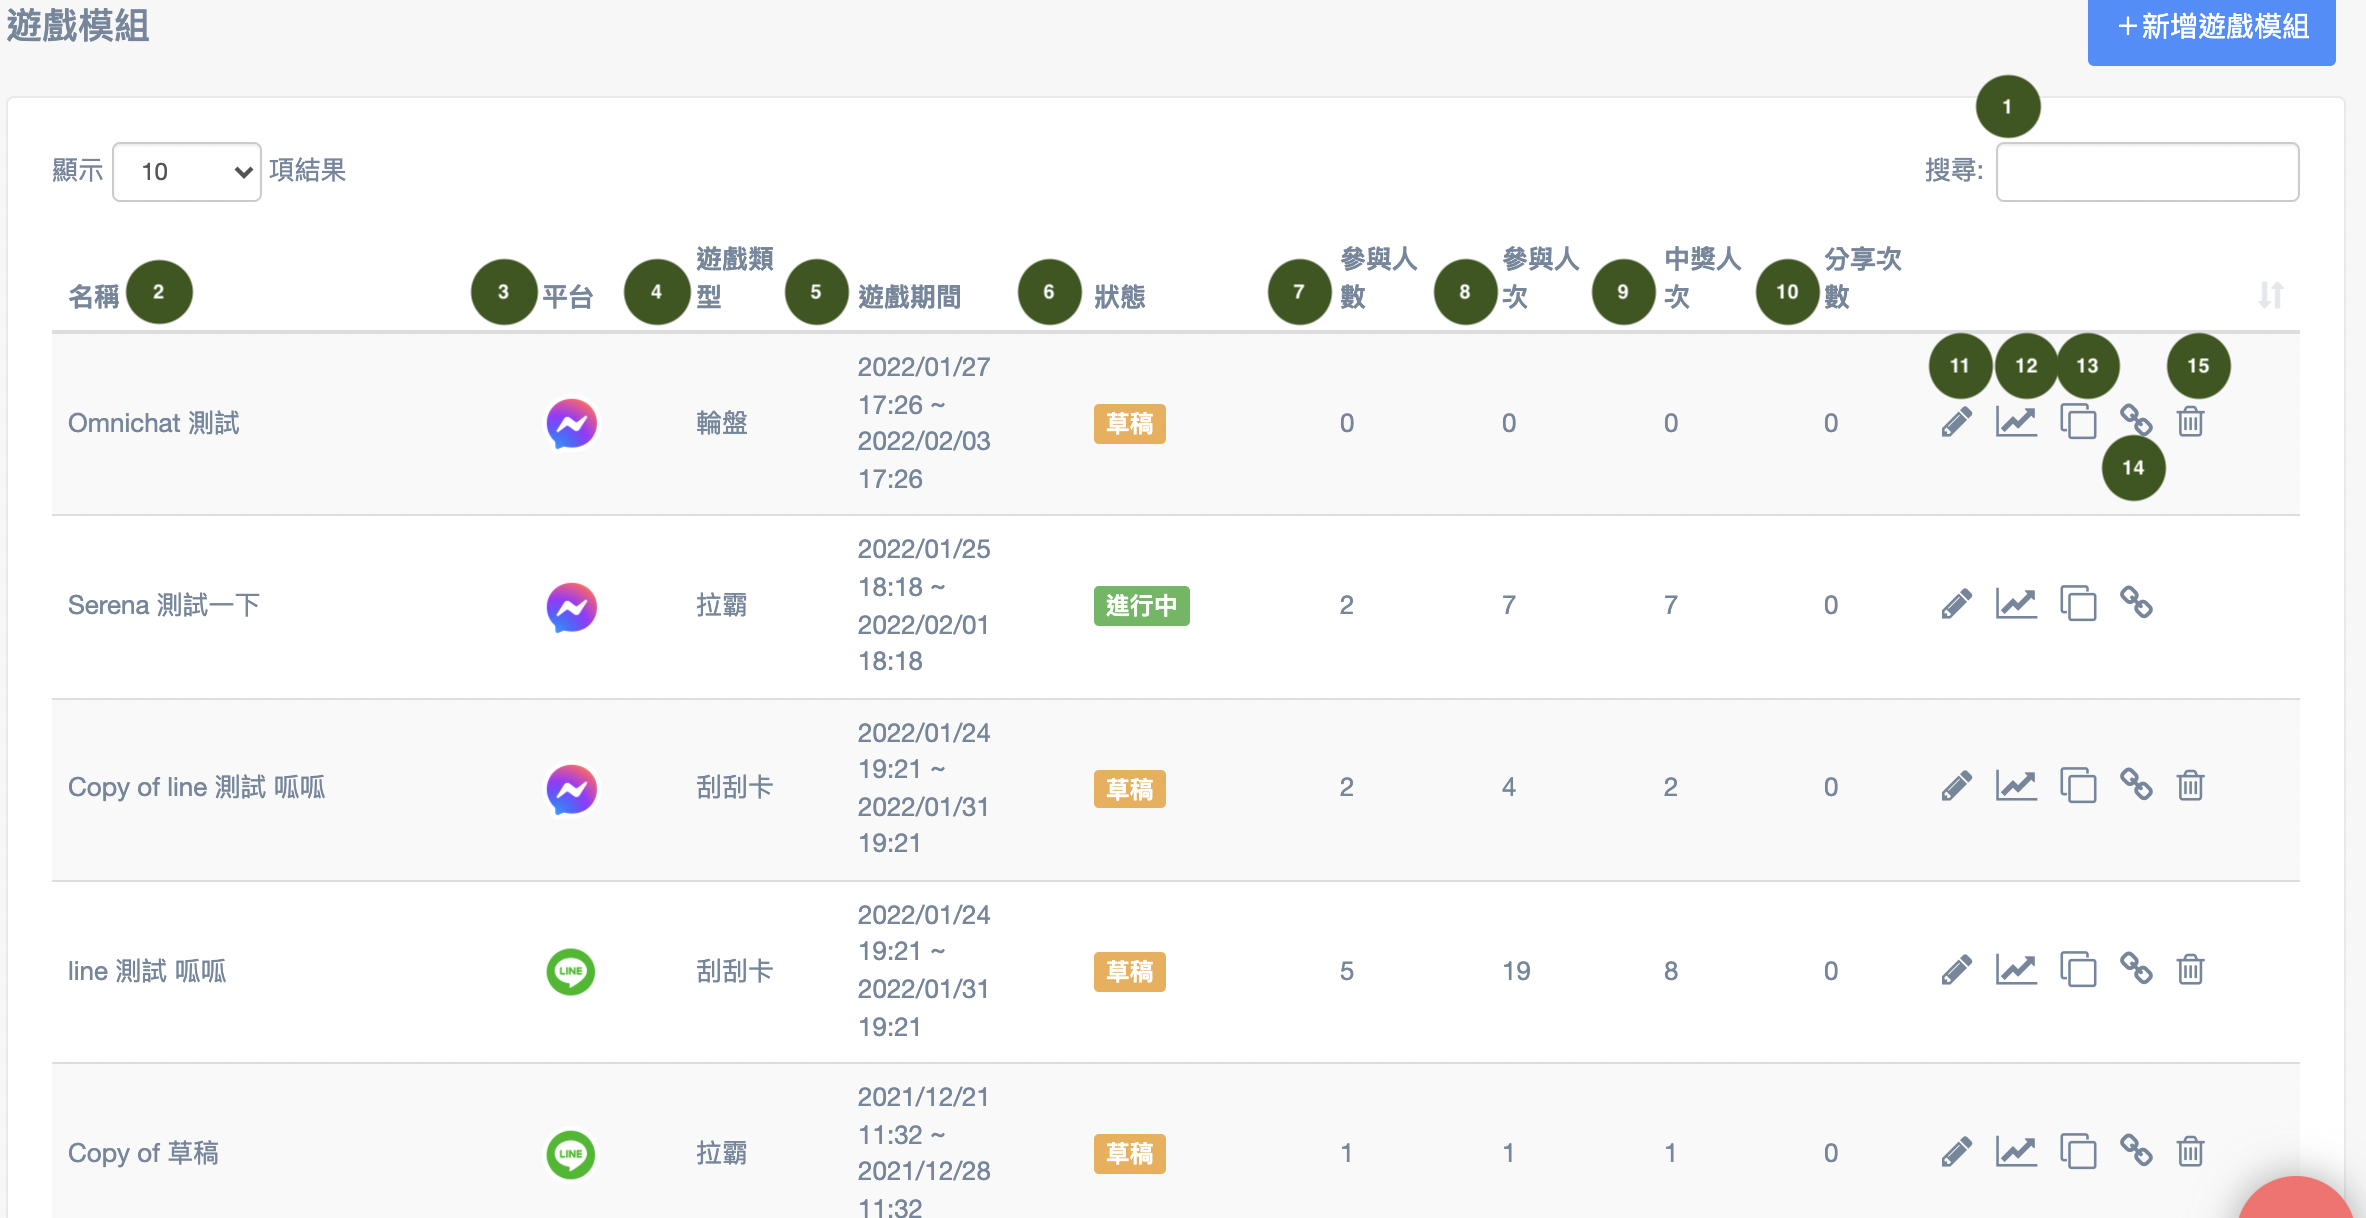 遊戲模組
＋新增遊戲模組
1
顯示 10 項結果
搜尋:
名稱 2
3 平台
4 遊戲類型
5 遊戲期間
6 狀態
7 參與人數
8 參與人次
9 中獎人次
10 分享次數
11 12 13 15
Omnichat 測試
輪盤
2022/01/27
17:26 ~
2022/02/03
17:26
草稿
0 0 0 0
14
Serena 測試一下
拉霸
2022/01/25
18:18 ~
2022/02/01
18:18
進行中
2 7 7 0
Copy of line 測試 呱呱
刮刮卡
2022/01/24
19:21 ~
2022/01/31
19:21
草稿
2 4 2 0
line 測試 呱呱
LINE
刮刮卡
2022/01/24
19:21 ~
2022/01/31
19:21
草稿
5 19 8 0
Copy of 草稿
LINE
拉霸
2021/12/21
11:32 ~
2021/12/28
11:32
草稿
1 1 1 0